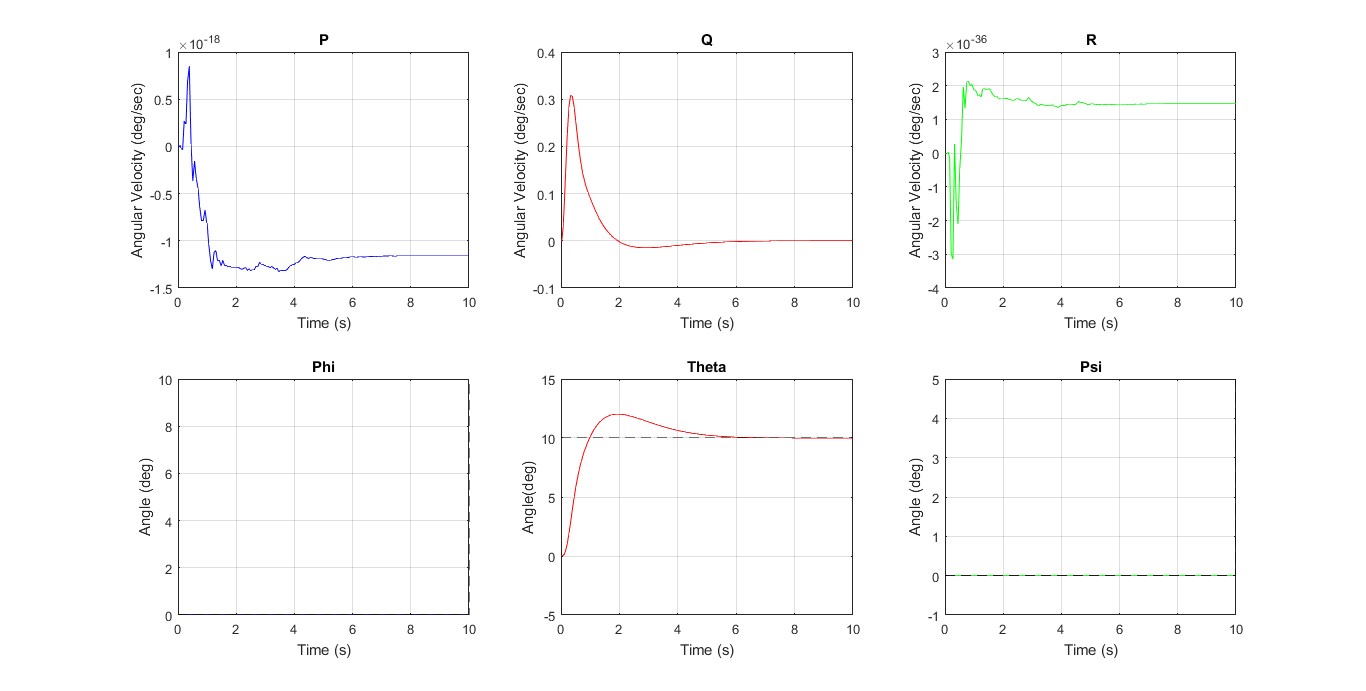 P
×10-18
Angular Velocity (deg/sec)
1
0.5
0
-0.5
-1
-1.5
0 2 4 6 8 10
Time (s)
Q
Angular Velocity (deg/sec)
0.4
0.3
0.2
0.1
0
-0.1
0 2 4 6 8 10
Time (s)
R
×10-36
Angular Velocity (deg/sec)
3
2
1
0
-1
-2
-3
-4
0 2 4 6 8 10
Time (s)
Phi
Angle (deg)
10
8
6
4
2
0
0 2 4 6 8 10
Time (s)
Theta
Angle(deg)
15
10
5
0
-5
0 2 4 6 8 10
Time (s)
Psi
Angle (deg)
5
4
3
2
1
0
-1
0 2 4 6 8 10
Time (s)